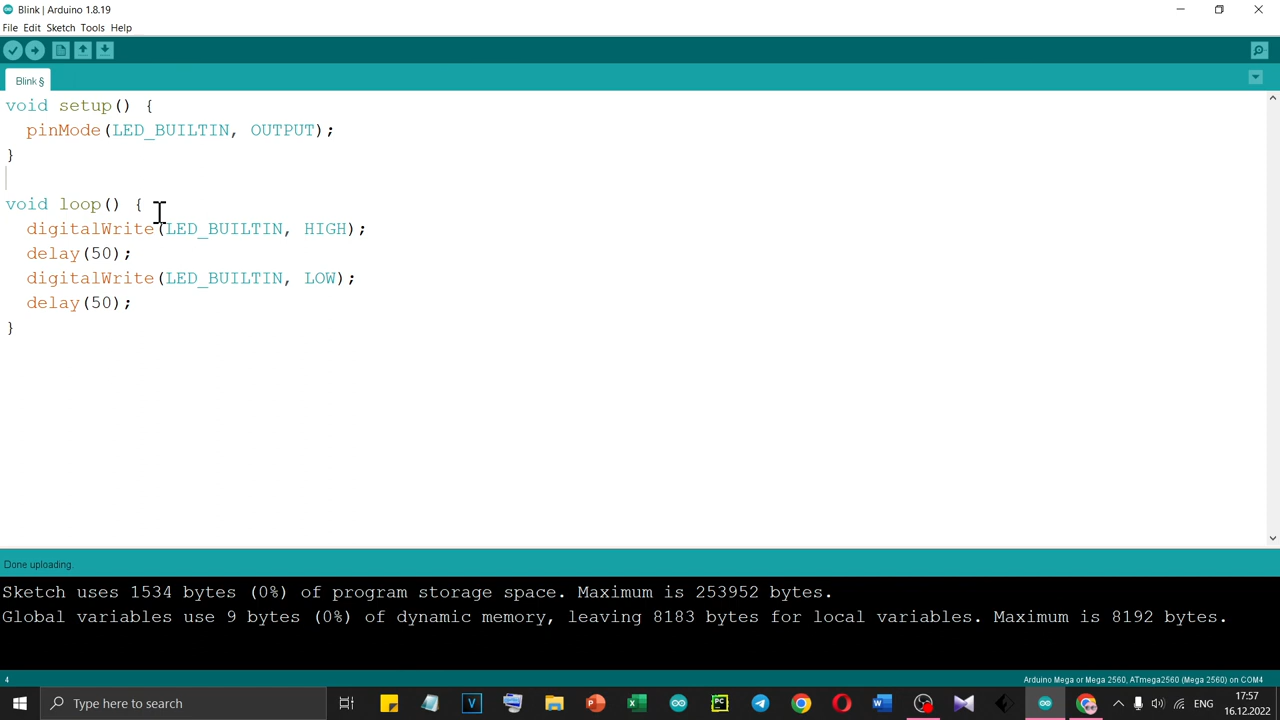 Blink | Arduino 1.8.19
File Edit Sketch Tools Help
Blink §
void setup() {
  pinMode(LED_BUILTIN, OUTPUT);
}
void loop() {
  digitalWrite(LED_BUILTIN, HIGH);
  delay(50);
  digitalWrite(LED_BUILTIN, LOW);
  delay(50);
}
Done uploading.
Sketch uses 1534 bytes (0%) of program storage space. Maximum is 253952 bytes.
Global variables use 9 bytes (0%) of dynamic memory, leaving 8183 bytes for local variables. Maximum is 8192 bytes.
4
Arduino Mega or Mega 2560, ATmega2560 (Mega 2560) on COM4
Type here to search
ENG
17:57
16.12.2022